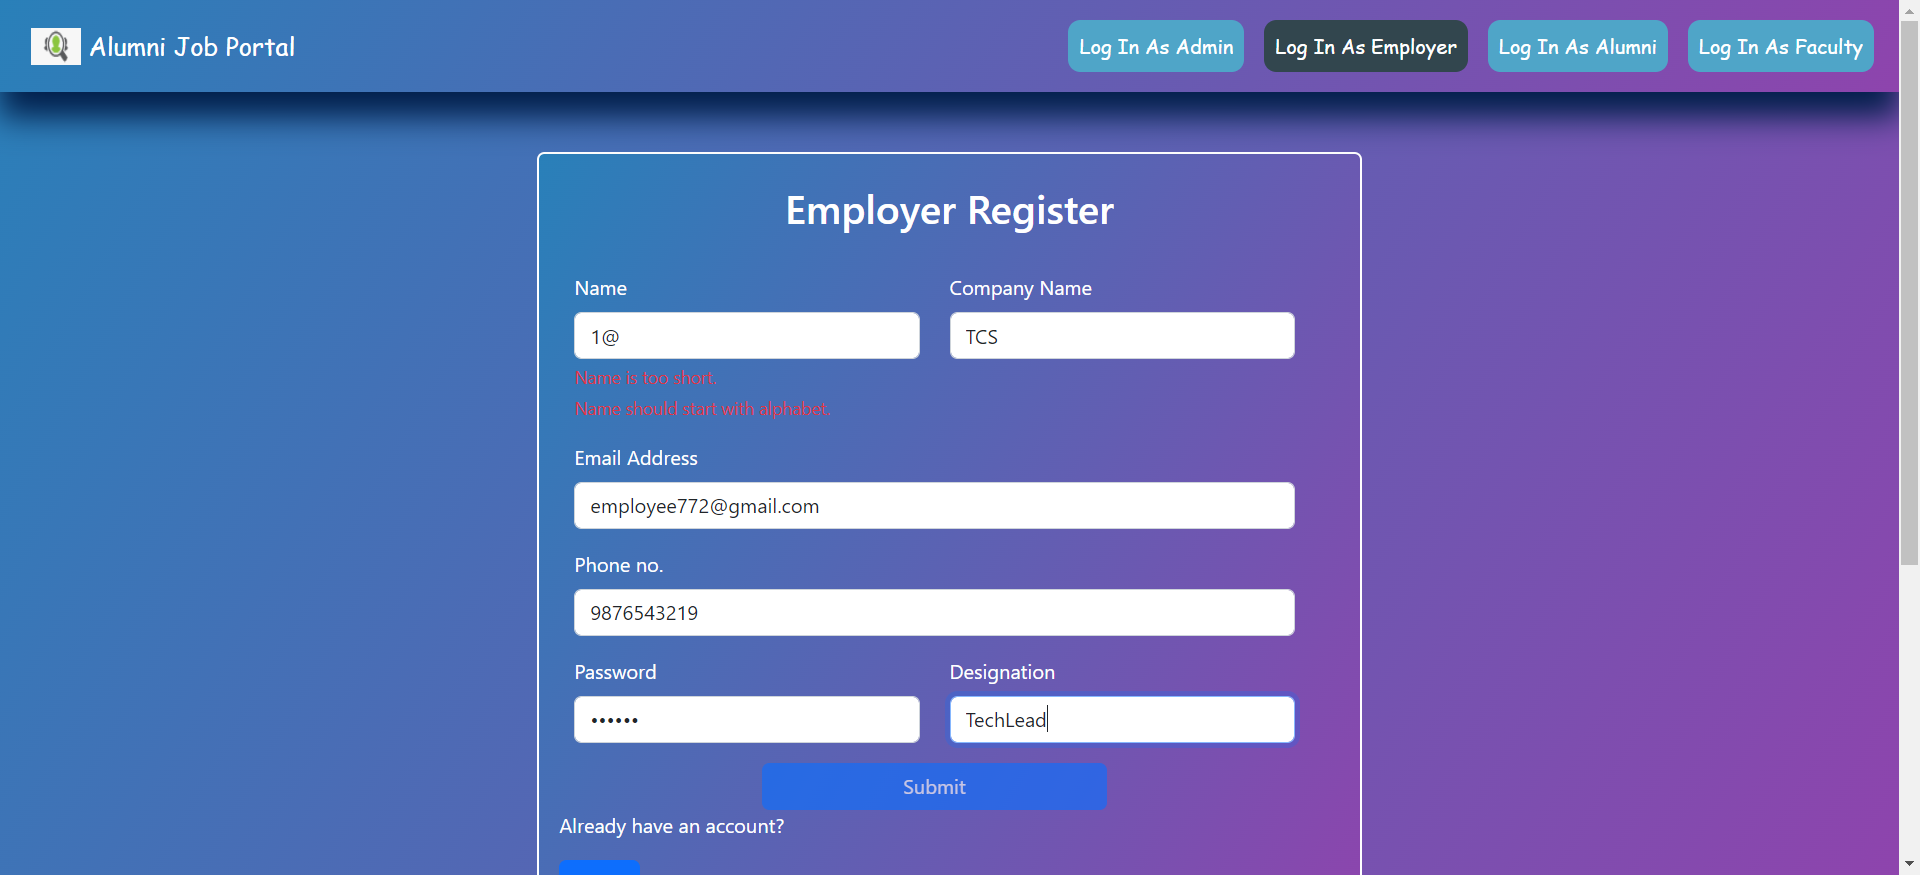 Alumni Job Portal
Log In As Admin
Log In As Employer
Log In As Alumni
Log In As Faculty
Employer Register
Name
Company Name
1@
TCS
Name is too short.
Name should start with alphabet.
Email Address
employee772@gmail.com
Phone no.
9876543219
Password
Designation
••••••
TechLead
Submit
Already have an account?